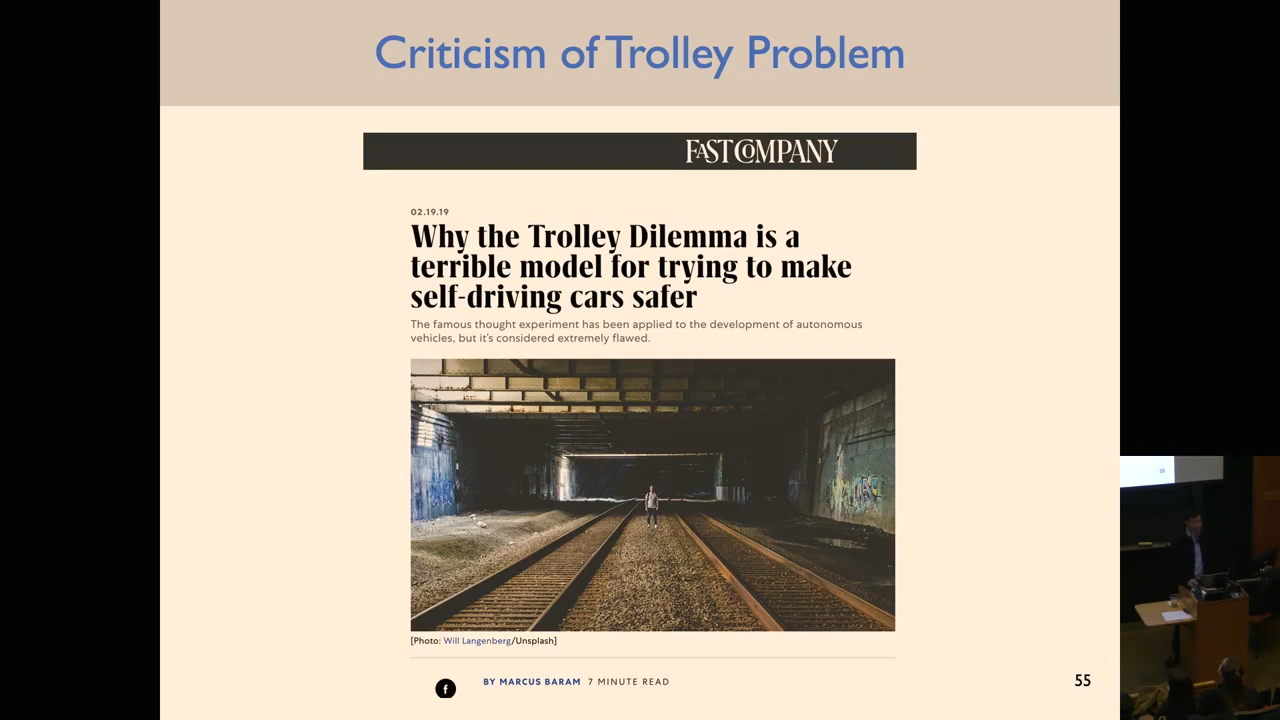 Criticism of Trolley Problem
FAST COMPANY
02.19.19
Why the Trolley Dilemma is a
terrible model for trying to make
self-driving cars safer
The famous thought experiment has been applied to the development of autonomous
vehicles, but it's considered extremely flawed.
[Photo: Will Langenberg/Unsplash]
f
BY MARCUS BARAM 7 MINUTE READ
55
55